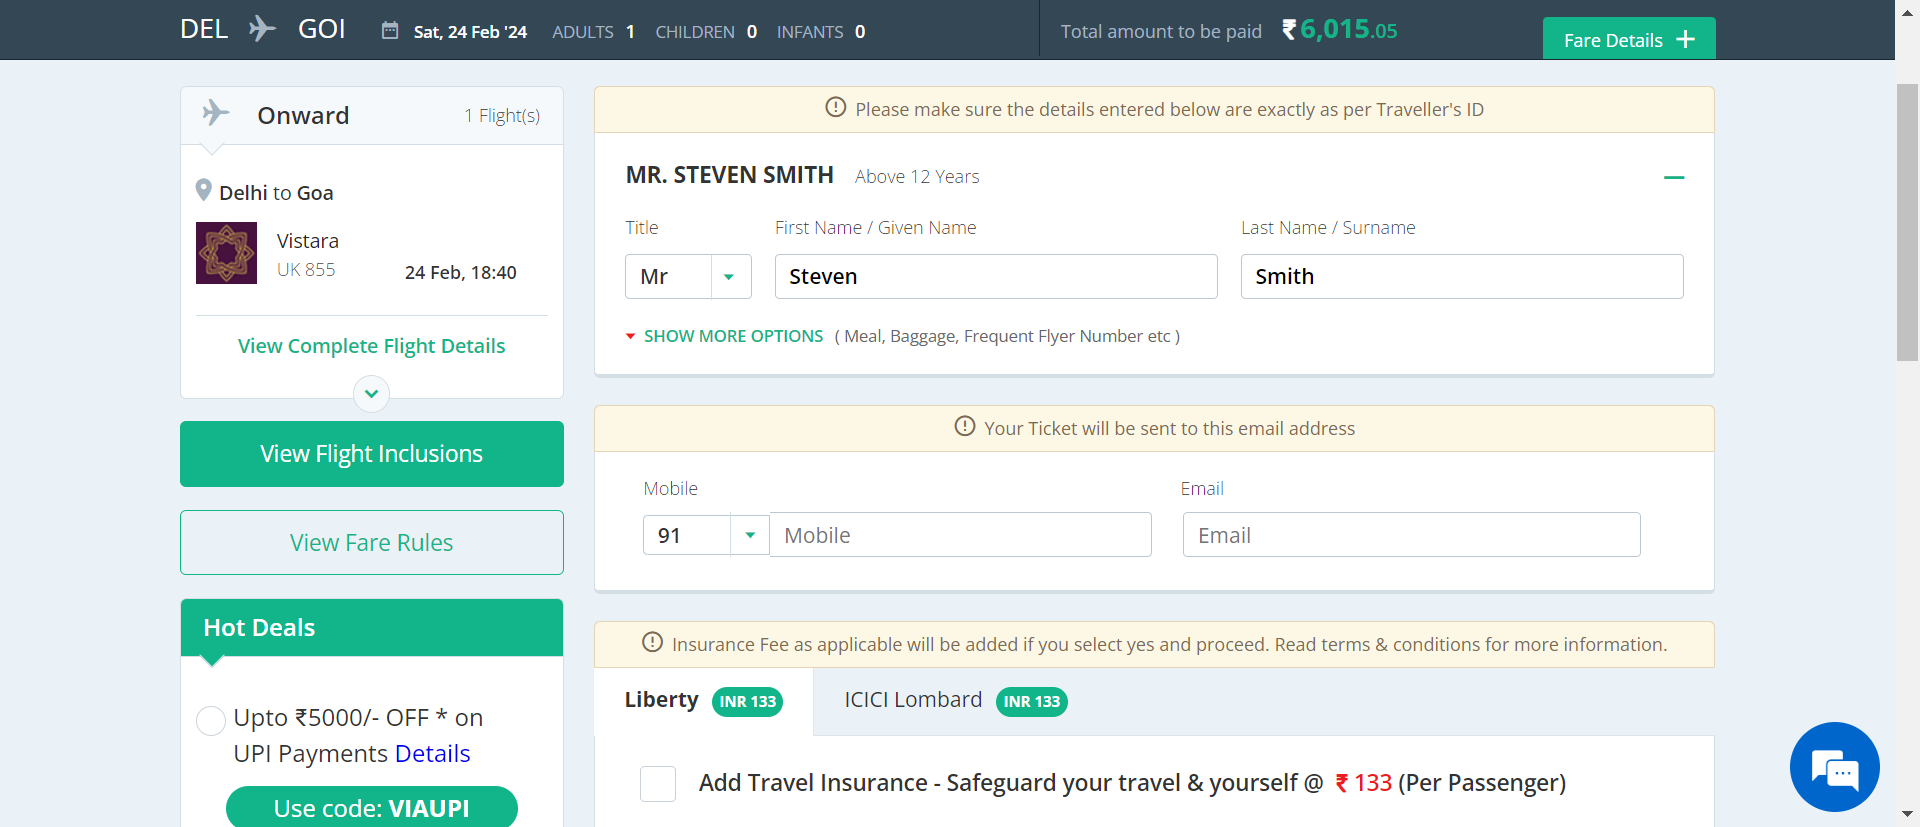 DEL GOI Sat, 24 Feb '24 ADULTS 1 CHILDREN 0 INFANTS 0 Total amount to be paid ₹6,015.05 Fare Details +
Onward 1 Flight(s)
Delhi to Goa
Vistara
UK 855 24 Feb, 18:40
View Complete Flight Details
View Flight Inclusions
View Fare Rules
Hot Deals
Upto ₹5000/- OFF * on
UPI Payments Details
Use code: VIAUPI
Please make sure the details entered below are exactly as per Traveller's ID
MR. STEVEN SMITH Above 12 Years
Title First Name / Given Name Last Name / Surname
Mr Steven Smith
SHOW MORE OPTIONS ( Meal, Baggage, Frequent Flyer Number etc )
Your Ticket will be sent to this email address
Mobile Email
91 Mobile Email
Insurance Fee as applicable will be added if you select yes and proceed. Read terms & conditions for more information.
Liberty INR 133 ICICI Lombard INR 133
Add Travel Insurance - Safeguard your travel & yourself @ ₹ 133 (Per Passenger)